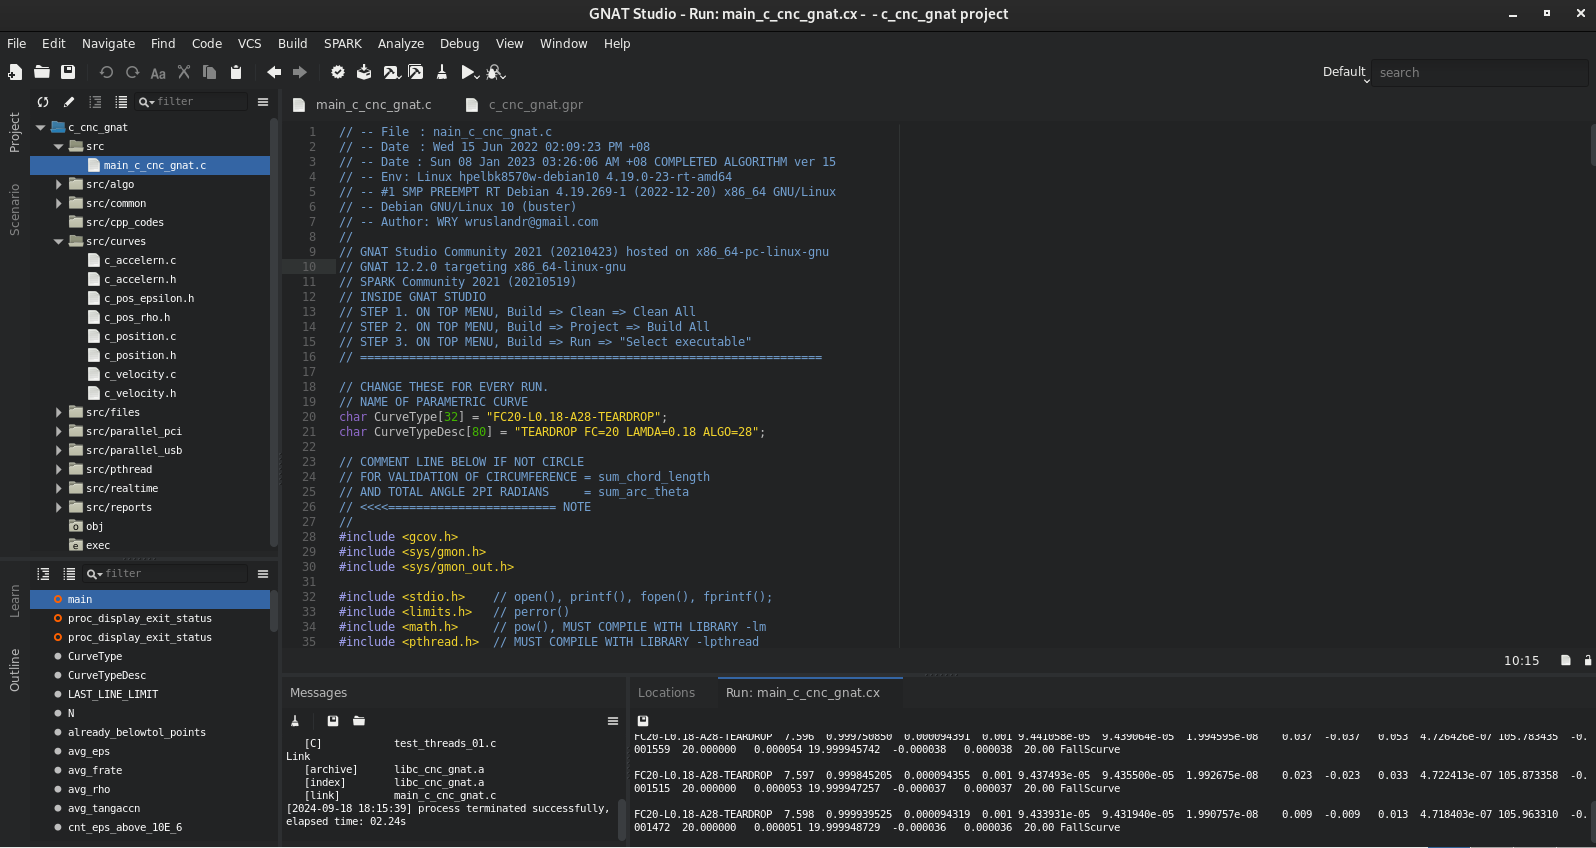 GNAT Studio - Run: main_c_cnc_gnat.cx - - c_cnc_gnat project
File Edit Navigate Find Code VCS Build SPARK Analyze Debug View Window Help
Default search
Project
Scenario
filter
c_cnc_gnat
src
main_c_cnc_gnat.c
src/algo
src/common
src/cpp_codes
src/curves
c_accelern.c
c_accelern.h
c_pos_epsilon.h
c_pos_rho.h
c_position.c
c_position.h
c_velocity.c
c_velocity.h
src/files
src/parallel_pci
src/parallel_usb
src/pthread
src/realtime
src/reports
obj
exec
Learn
Outline
filter
main
proc_display_exit_status
proc_display_exit_status
CurveType
CurveTypeDesc
LAST_LINE_LIMIT
N
already_belowtol_points
avg_eps
avg_frate
avg_rho
avg_tangaccn
cnt_eps_above_10E_6
main_c_cnc_gnat.c c_cnc_gnat.gpr
1 // -- File : nain_c_cnc_gnat.c
2 // -- Date : Wed 15 Jun 2022 02:09:23 PM +08
3 // -- Date : Sun 08 Jan 2023 03:26:06 AM +08 COMPLETED ALGORITHM ver 15
4 // -- Env: Linux hpelbk8570w-debian10 4.19.0-23-rt-amd64
5 // -- #1 SMP PREEMPT RT Debian 4.19.269-1 (2022-12-20) x86_64 GNU/Linux
6 // -- Debian GNU/Linux 10 (buster)
7 // -- Author: WRY wruslandr@gmail.com
8 //
9 // GNAT Studio Community 2021 (20210423) hosted on x86_64-pc-linux-gnu
10 // GNAT 12.2.0 targeting x86_64-linux-gnu
11 // SPARK Community 2021 (20210519)
12 // INSIDE GNAT STUDIO
13 // STEP 1. ON TOP MENU, Build => Clean => Clean All
14 // STEP 2. ON TOP MENU, Build => Project => Build All
15 // STEP 3. ON TOP MENU, Build => Run => "Select executable"
16 // ==================================================================
17
18 // CHANGE THESE FOR EVERY RUN.
19 // NAME OF PARAMETRIC CURVE
20 char CurveType[32] = "FC20-L0.18-A28-TEARDROP";
21 char CurveTypeDesc[80] = "TEARDROP FC=20 LAMDA=0.18 ALGO=28";
22
23 // COMMENT LINE BELOW IF NOT CIRCLE
24 // FOR VALIDATION OF CIRCUMFERENCE = sum_chord_length
25 // AND TOTAL ANGLE 2PI RADIANS = sum_arc_theta
26 // <<<<======================== NOTE
27 //
28 #include <gcov.h>
29 #include <sys/gmon.h>
30 #include <sys/gmon_out.h>
31
32 #include <stdio.h> // open(), printf(), fopen(), fprintf();
33 #include <limits.h> // perror()
34 #include <math.h> // pow(), MUST COMPILE WITH LIBRARY -lm
35 #include <pthread.h> // MUST COMPILE WITH LIBRARY -lpthread
10:15
Messages
[C] test_threads_01.c
Link
[archive] libc_cnc_gnat.a
[index] libc_cnc_gnat.a
[link] main_c_cnc_gnat.c
[2024-09-18 18:15:39] process terminated successfully,
elapsed time: 02.24s
Locations Run: main_c_cnc_gnat.cx
FC20-L0.18-A28-TEARDROP 7.596 0.999750850 0.000094391 0.001 9.441058e-05 9.439064e-05 1.994595e-08 0.037 -0.037 0.053 4.726426e-07 105.783435 -0.
001559 20.000000 0.000054 19.999945742 -0.000038 0.000038 20.00 FallScurve
FC20-L0.18-A28-TEARDROP 7.597 0.999845205 0.000094355 0.001 9.437493e-05 9.435500e-05 1.992675e-08 0.023 -0.023 0.033 4.722413e-07 105.873358 -0.
001515 20.000000 0.000053 19.999947257 -0.000037 0.000037 20.00 FallScurve
FC20-L0.18-A28-TEARDROP 7.598 0.999939525 0.000094319 0.001 9.433931e-05 9.431940e-05 1.990757e-08 0.009 -0.009 0.013 4.718403e-07 105.963310 -0.
001472 20.000000 0.000051 19.999948729 -0.000036 0.000036 20.00 FallScurve